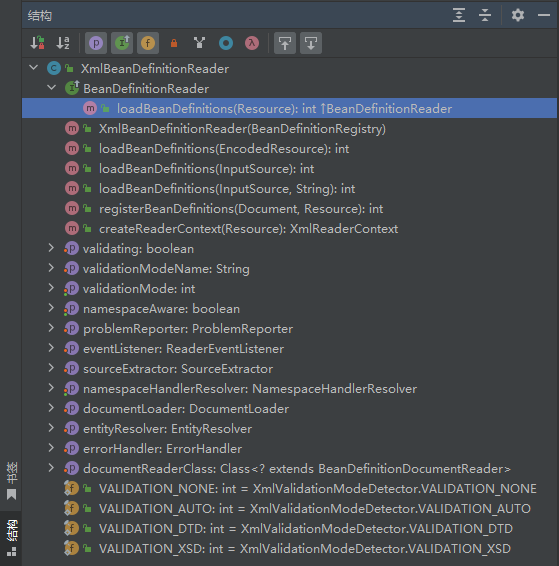 结构
XmlBeanDefinitionReader
BeanDefinitionReader
loadBeanDefinitions(Resource): int ↑BeanDefinitionReader
XmlBeanDefinitionReader(BeanDefinitionRegistry)
loadBeanDefinitions(EncodedResource): int
loadBeanDefinitions(InputSource): int
loadBeanDefinitions(InputSource, String): int
registerBeanDefinitions(Document, Resource): int
createReaderContext(Resource): XmlReaderContext
validating: boolean
validationModeName: String
validationMode: int
namespaceAware: boolean
problemReporter: ProblemReporter
eventListener: ReaderEventListener
sourceExtractor: SourceExtractor
namespaceHandlerResolver: NamespaceHandlerResolver
documentLoader: DocumentLoader
entityResolver: EntityResolver
errorHandler: ErrorHandler
documentReaderClass: Class<? extends BeanDefinitionDocumentReader>
VALIDATION_NONE: int = XmlValidationModeDetector.VALIDATION_NONE
VALIDATION_AUTO: int = XmlValidationModeDetector.VALIDATION_AUTO
VALIDATION_DTD: int = XmlValidationModeDetector.VALIDATION_DTD
VALIDATION_XSD: int = XmlValidationModeDetector.VALIDATION_XSD
书签
结构